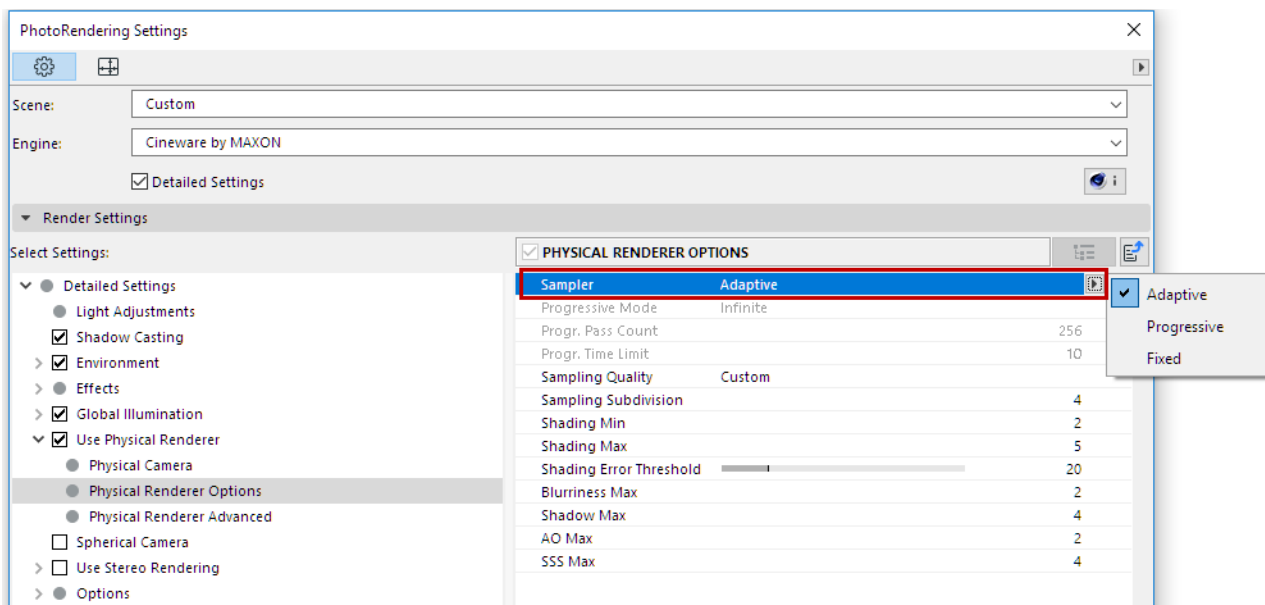 PhotoRendering Settings
Scene: Custom
Engine: Cineware by MAXON
Detailed Settings
i
Render Settings
Select Settings:
Detailed Settings
Light Adjustments
Shadow Casting
Environment
Effects
Global Illumination
Use Physical Renderer
Physical Camera
Physical Renderer Options
Physical Renderer Advanced
Spherical Camera
Use Stereo Rendering
Options
PHYSICAL RENDERER OPTIONS
Sampler Adaptive
Progressive Mode Infinite
Progr. Pass Count 256
Progr. Time Limit 10
Sampling Quality Custom
Sampling Subdivision 4
Shading Min 2
Shading Max 5
Shading Error Threshold 20
Blurriness Max 2
Shadow Max 4
AO Max 2
SSS Max 4
Adaptive
Progressive
Fixed